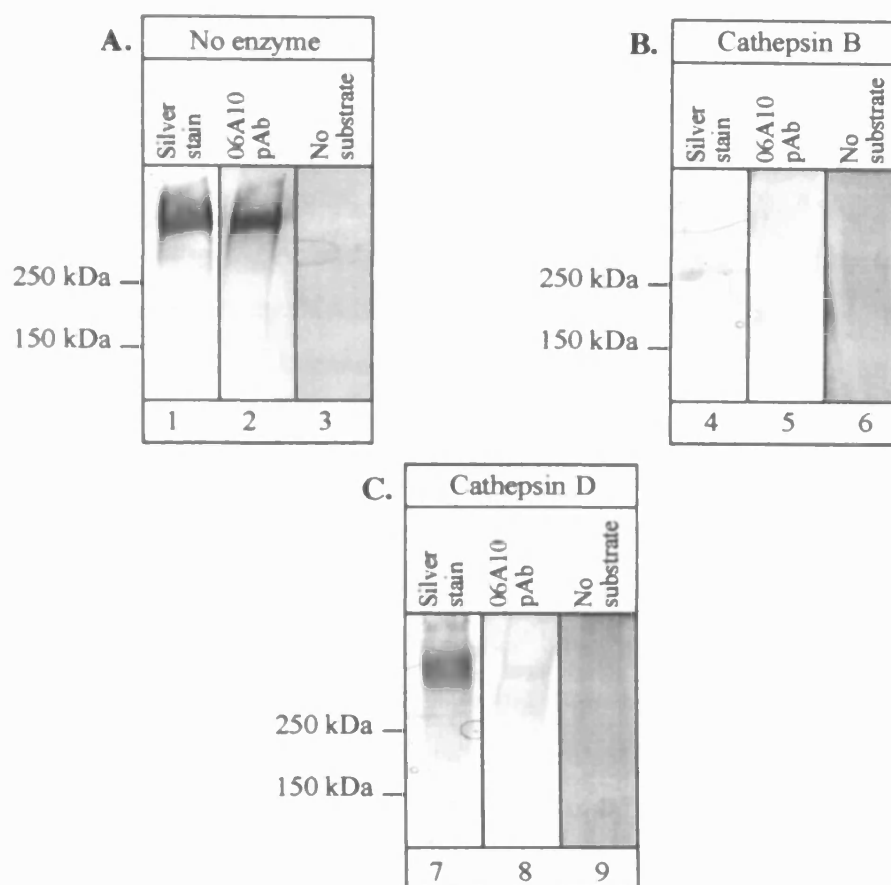 A.
No enzyme
Silver
stain
06A10
pAb
No
substrate
250 kDa
150 kDa
1 2 3
B.
Cathepsin B
Silver
stain
06A10
pAb
No
substrate
250 kDa
150 kDa
4 5 6
C.
Cathepsin D
Silver
stain
06A10
pAb
No
substrate
250 kDa
150 kDa
7 8 9